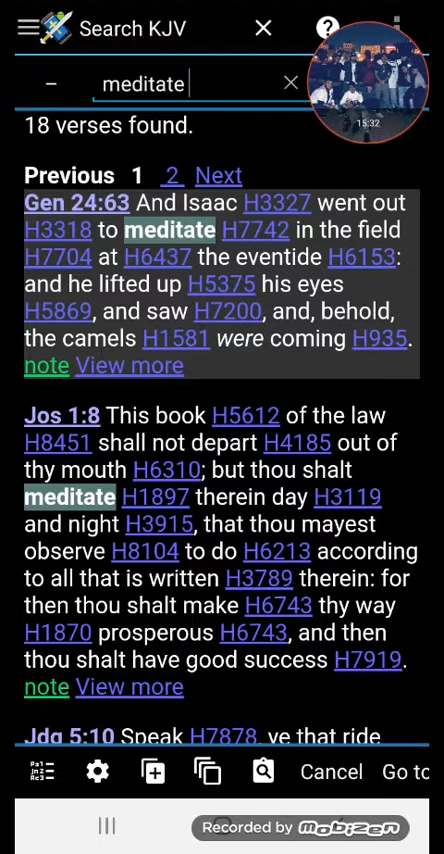 Search KJV
?
– meditate
15:32
18 verses found.
Previous 1 2 Next
Gen 24:63 And Isaac H3327 went out
H3318 to meditate H7742 in the field
H7704 at H6437 the eventide H6153:
and he lifted up H5375 his eyes
H5869, and saw H7200, and, behold,
the camels H1581 were coming H935.
note View more
Jos 1:8 This book H5612 of the law
H8451 shall not depart H4185 out of
thy mouth H6310; but thou shalt
meditate H1897 therein day H3119
and night H3915, that thou mayest
observe H8104 to do H6213 according
to all that is written H3789 therein: for
then thou shalt make H6743 thy way
H1870 prosperous H6743, and then
thou shalt have good success H7919.
note View more
Jdg 5:10 Speak H7878, ye that ride
Cancel Go to
Recorded by Mobizen